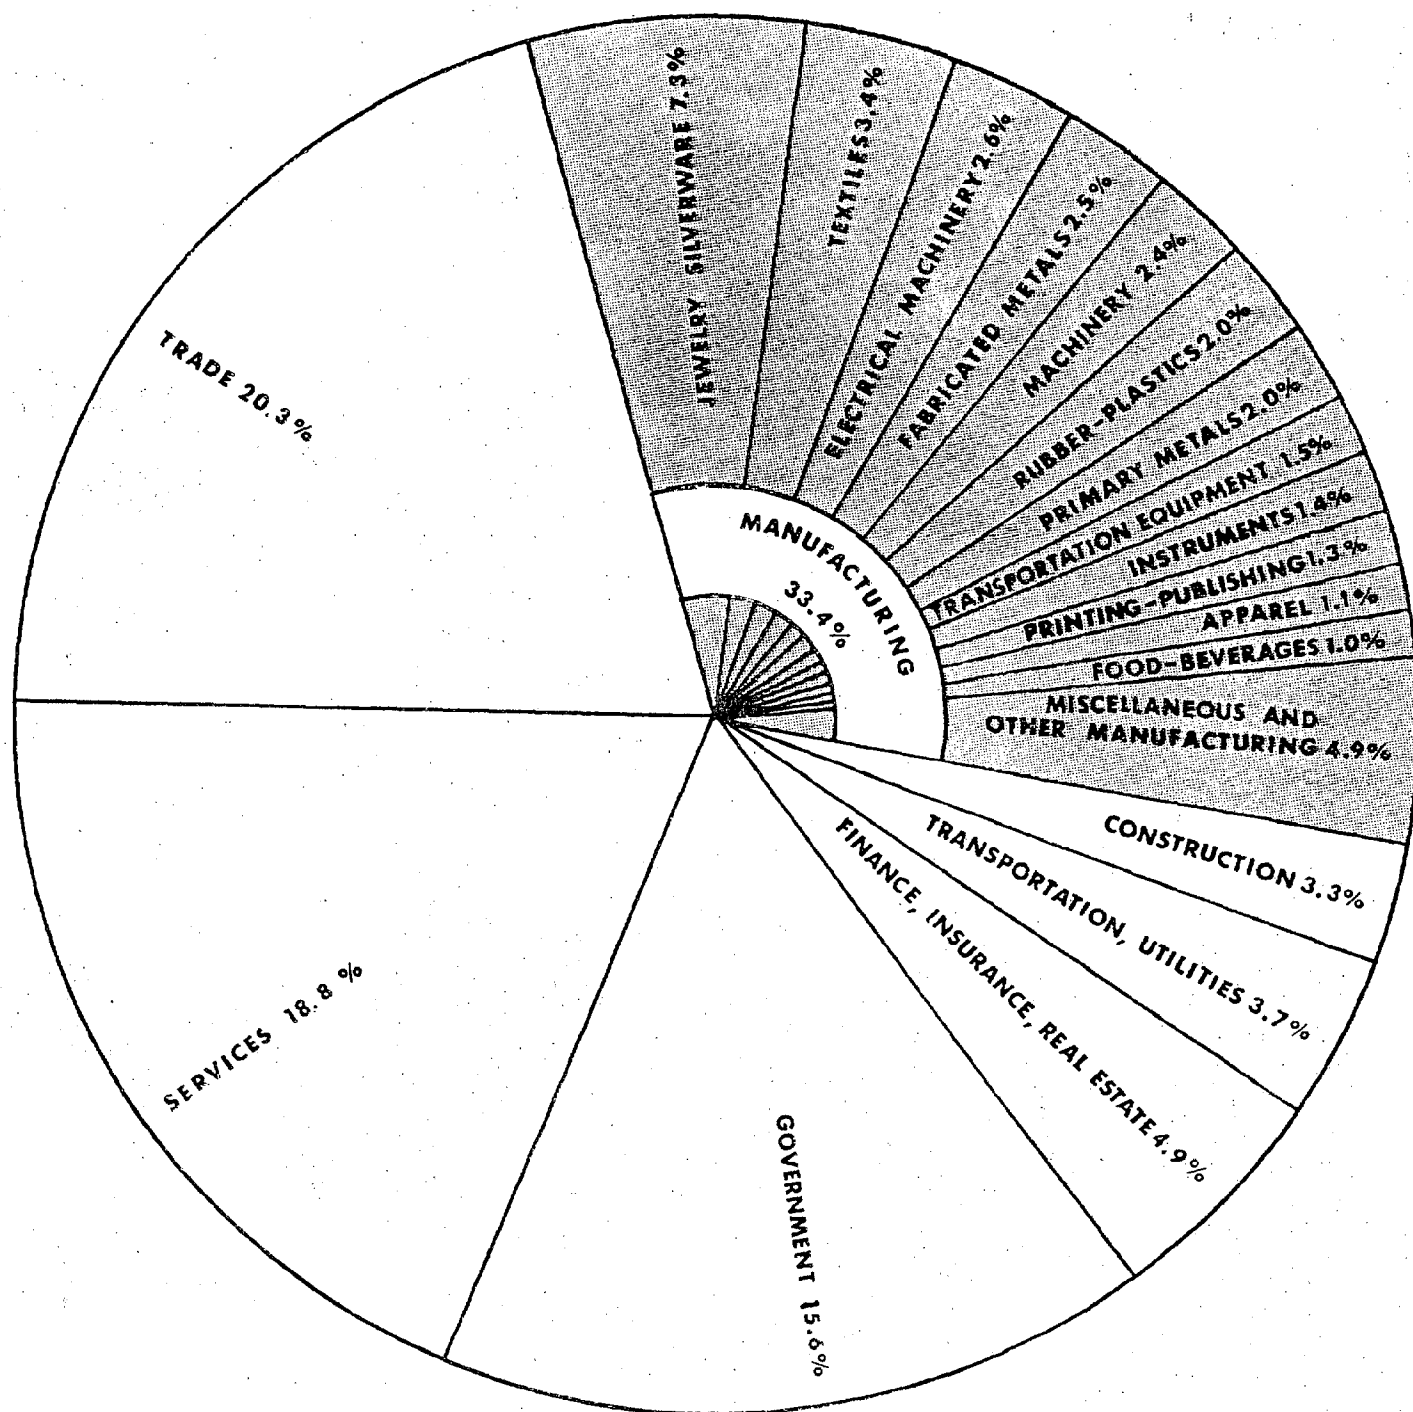 JEWELRY SILVERWARE 7.3%
TEXTILES 3.4%
ELECTRICAL MACHINERY 2.6%
FABRICATED METALS 2.5%
MACHINERY 2.4%
RUBBER-PLASTICS 2.0%
PRIMARY METALS 2.0%
TRANSPORTATION EQUIPMENT 1.5%
INSTRUMENTS 1.4%
PRINTING-PUBLISHING 1.3%
APPAREL 1.1%
FOOD-BEVERAGES 1.0%
MISCELLANEOUS AND
OTHER MANUFACTURING 4.9%
MANUFACTURING
33.4%
CONSTRUCTION 3.3%
TRANSPORTATION, UTILITIES 3.7%
FINANCE, INSURANCE, REAL ESTATE 4.9%
GOVERNMENT 15.6%
SERVICES 18.8 %
TRADE 20.3%